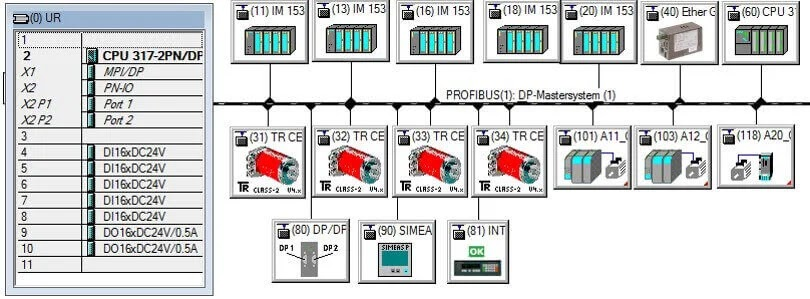 (0) UR
1
2 CPU 317-2PN/DP
X1 MPI/DP
X2 PN-IO
X2 P1 Port 1
X2 P2 Port 2
3
4 DI16xDC24V
5 DI16xDC24V
6 DI16xDC24V
7 DI16xDC24V
8 DI16xDC24V
9 DO16xDC24V/0.5A
10 DO16xDC24V/0.5A
11
(11) IM 153
(13) IM 153
(16) IM 153
(18) IM 153
(20) IM 153
(40) Ether G
(60) CPU 31
PROFIBUS(1): DP-Mastersystem (1)
(31) TR CE
TR CLASS-2 V4.x
(32) TR CE
TR CLASS-2 V4.x
(33) TR CE
TR CLASS-2 V4.x
(34) TR CE
TR CLASS-2 V4.x
(101) A11_
(103) A12_
(118) A20_
(80) DP/DP
DP1 DP2
(90) SIMEA
SIMEAS P
(81) INT
OK